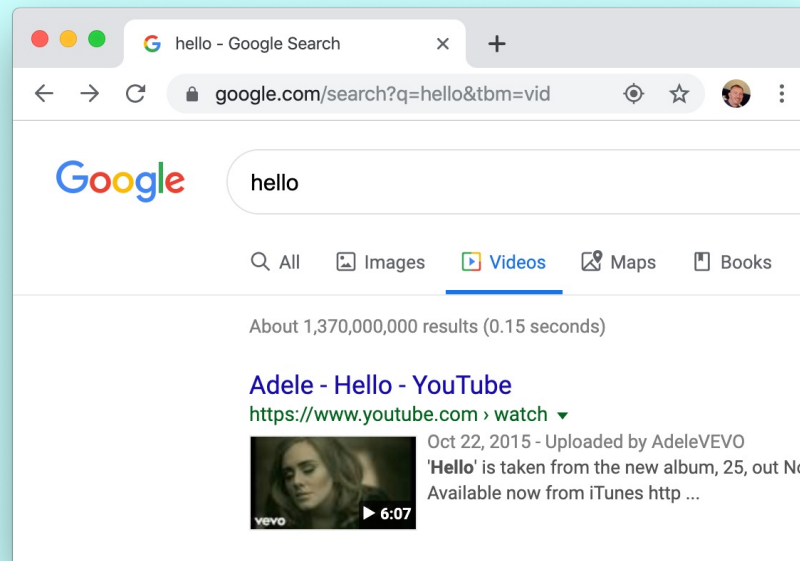 hello - Google Search
google.com/search?q=hello&tbm=vid
Google
hello
All Images Videos Maps Books
About 1,370,000,000 results (0.15 seconds)
Adele - Hello - YouTube
https://www.youtube.com › watch
Oct 22, 2015 - Uploaded by AdeleVEVO
'Hello' is taken from the new album, 25, out No
Available now from iTunes http ...
vevo
6:07